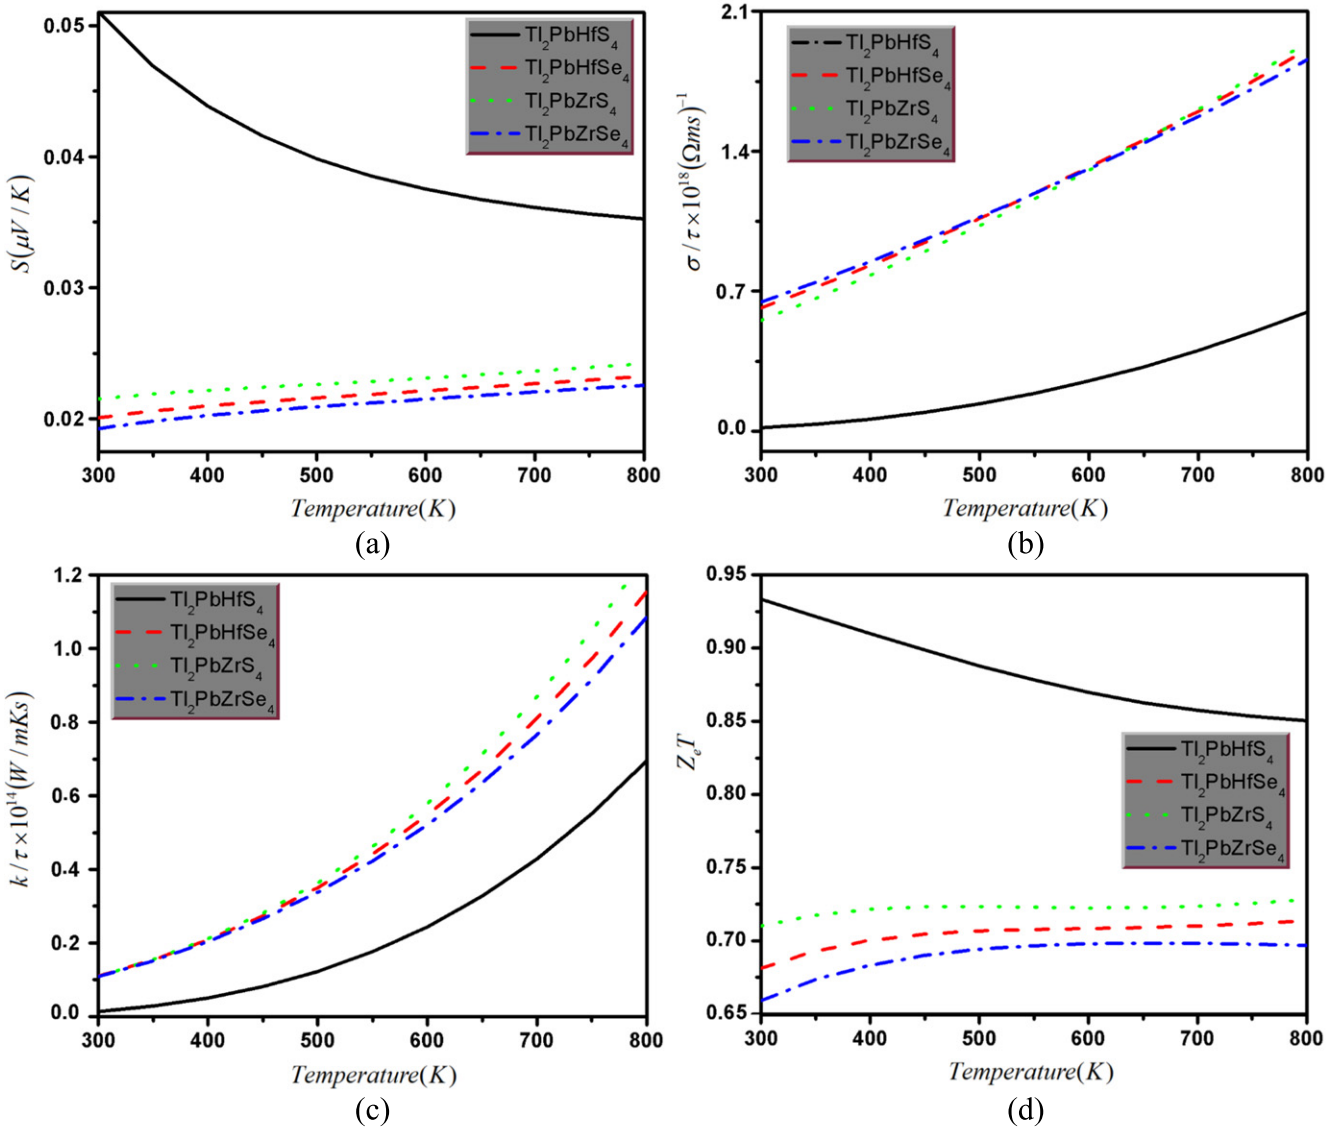 0.05
0.04
0.03
0.02
S(μV / K)
Tl₂PbHfS₄
Tl₂PbHfSe₄
Tl₂PbZrS₄
Tl₂PbZrSe₄
300 400 500 600 700 800
Temperature(K)
(a)
2.1
1.4
0.7
0.0
σ / τ×10¹⁸(Ωms)⁻¹
Tl₂PbHfS₄
Tl₂PbHfSe₄
Tl₂PbZrS₄
Tl₂PbZrSe₄
300 400 500 600 700 800
Temperature(K)
(b)
1.2
1.0
0.8
0.6
0.4
0.2
0.0
k / τ×10¹⁴(W / mKs)
Tl₂PbHfS₄
Tl₂PbHfSe₄
Tl₂PbZrS₄
Tl₂PbZrSe₄
300 400 500 600 700 800
Temperature(K)
(c)
0.95
0.90
0.85
0.80
0.75
0.70
0.65
ZₑT
Tl₂PbHfS₄
Tl₂PbHfSe₄
Tl₂PbZrS₄
Tl₂PbZrSe₄
300 400 500 600 700 800
Temperature(K)
(d)